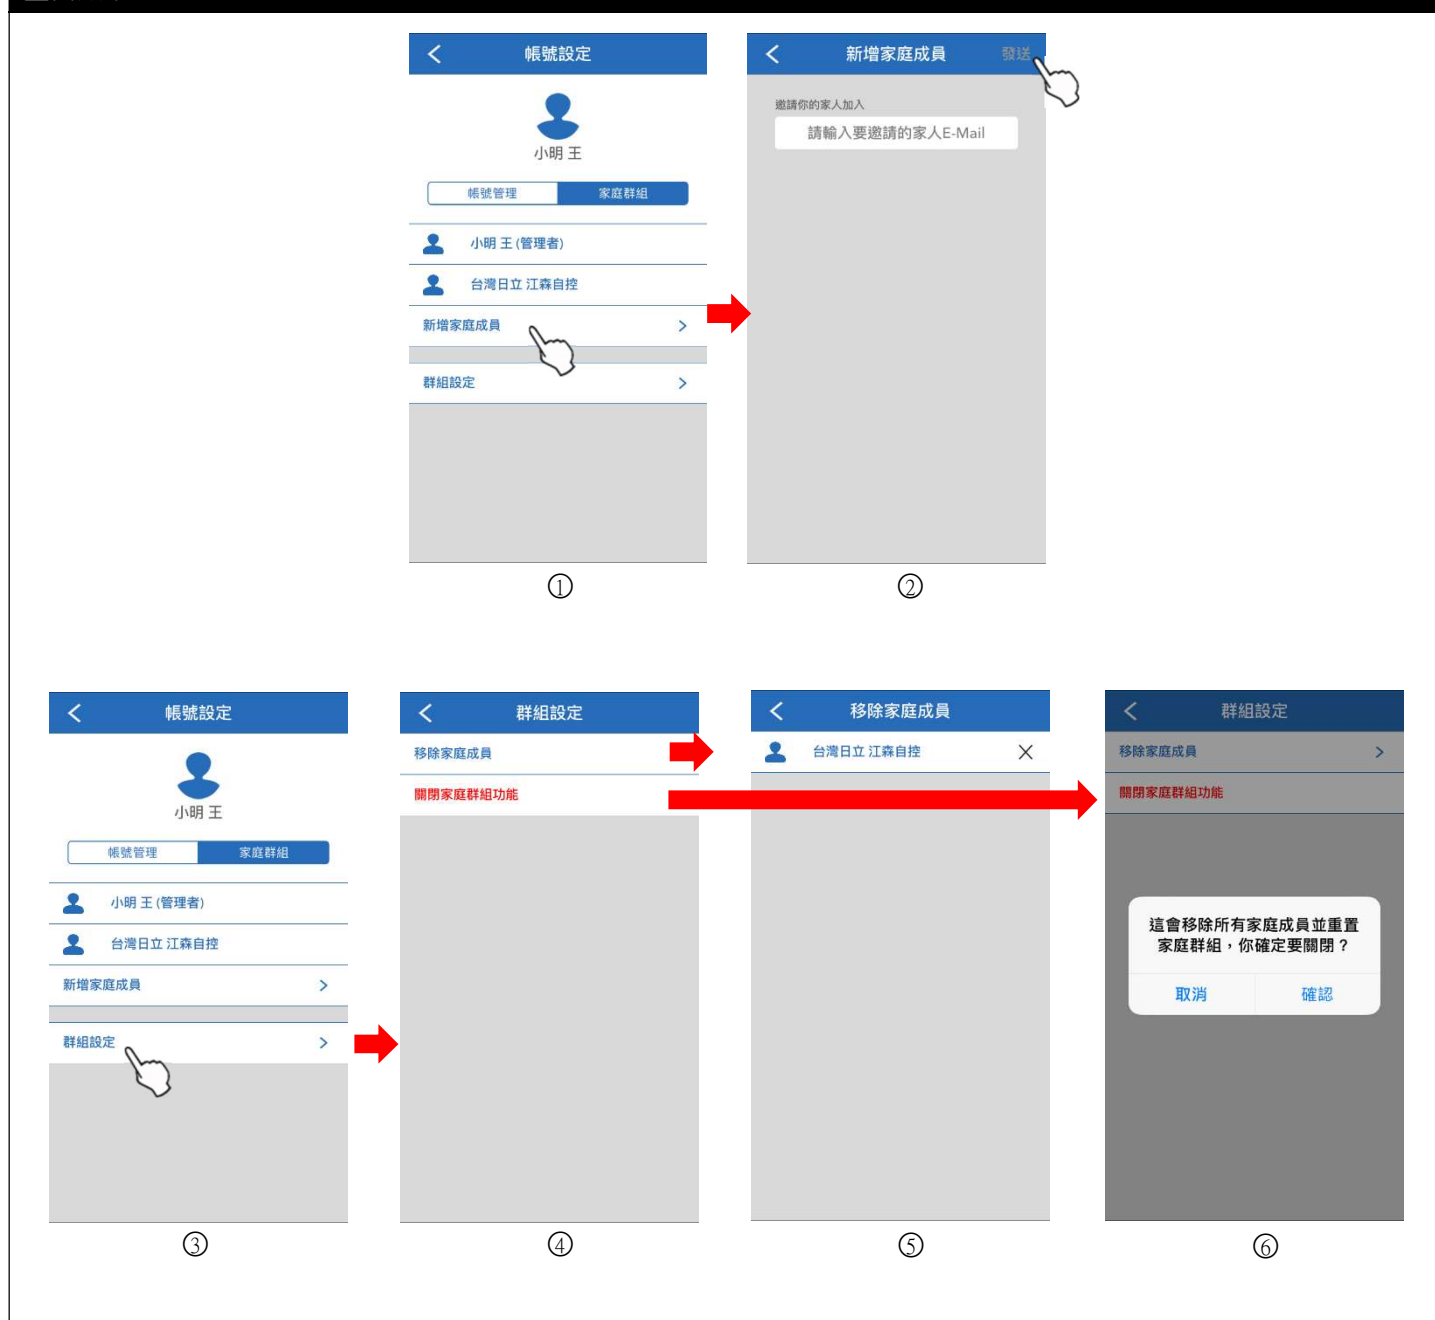 帳號設定
小明 王
帳號管理
家庭群組
小明 王 (管理者)
台灣日立 江森自控
新增家庭成員
群組設定
①
新增家庭成員
發送
邀請你的家人加入
請輸入要邀請的家人E-Mail
②
帳號設定
小明 王
帳號管理
家庭群組
小明 王 (管理者)
台灣日立 江森自控
新增家庭成員
群組設定
③
群組設定
移除家庭成員
關閉家庭群組功能
④
移除家庭成員
台灣日立 江森自控
⑤
群組設定
移除家庭成員
關閉家庭群組功能
這會移除所有家庭成員並重置
家庭群組，你確定要關閉？
取消
確認
⑥